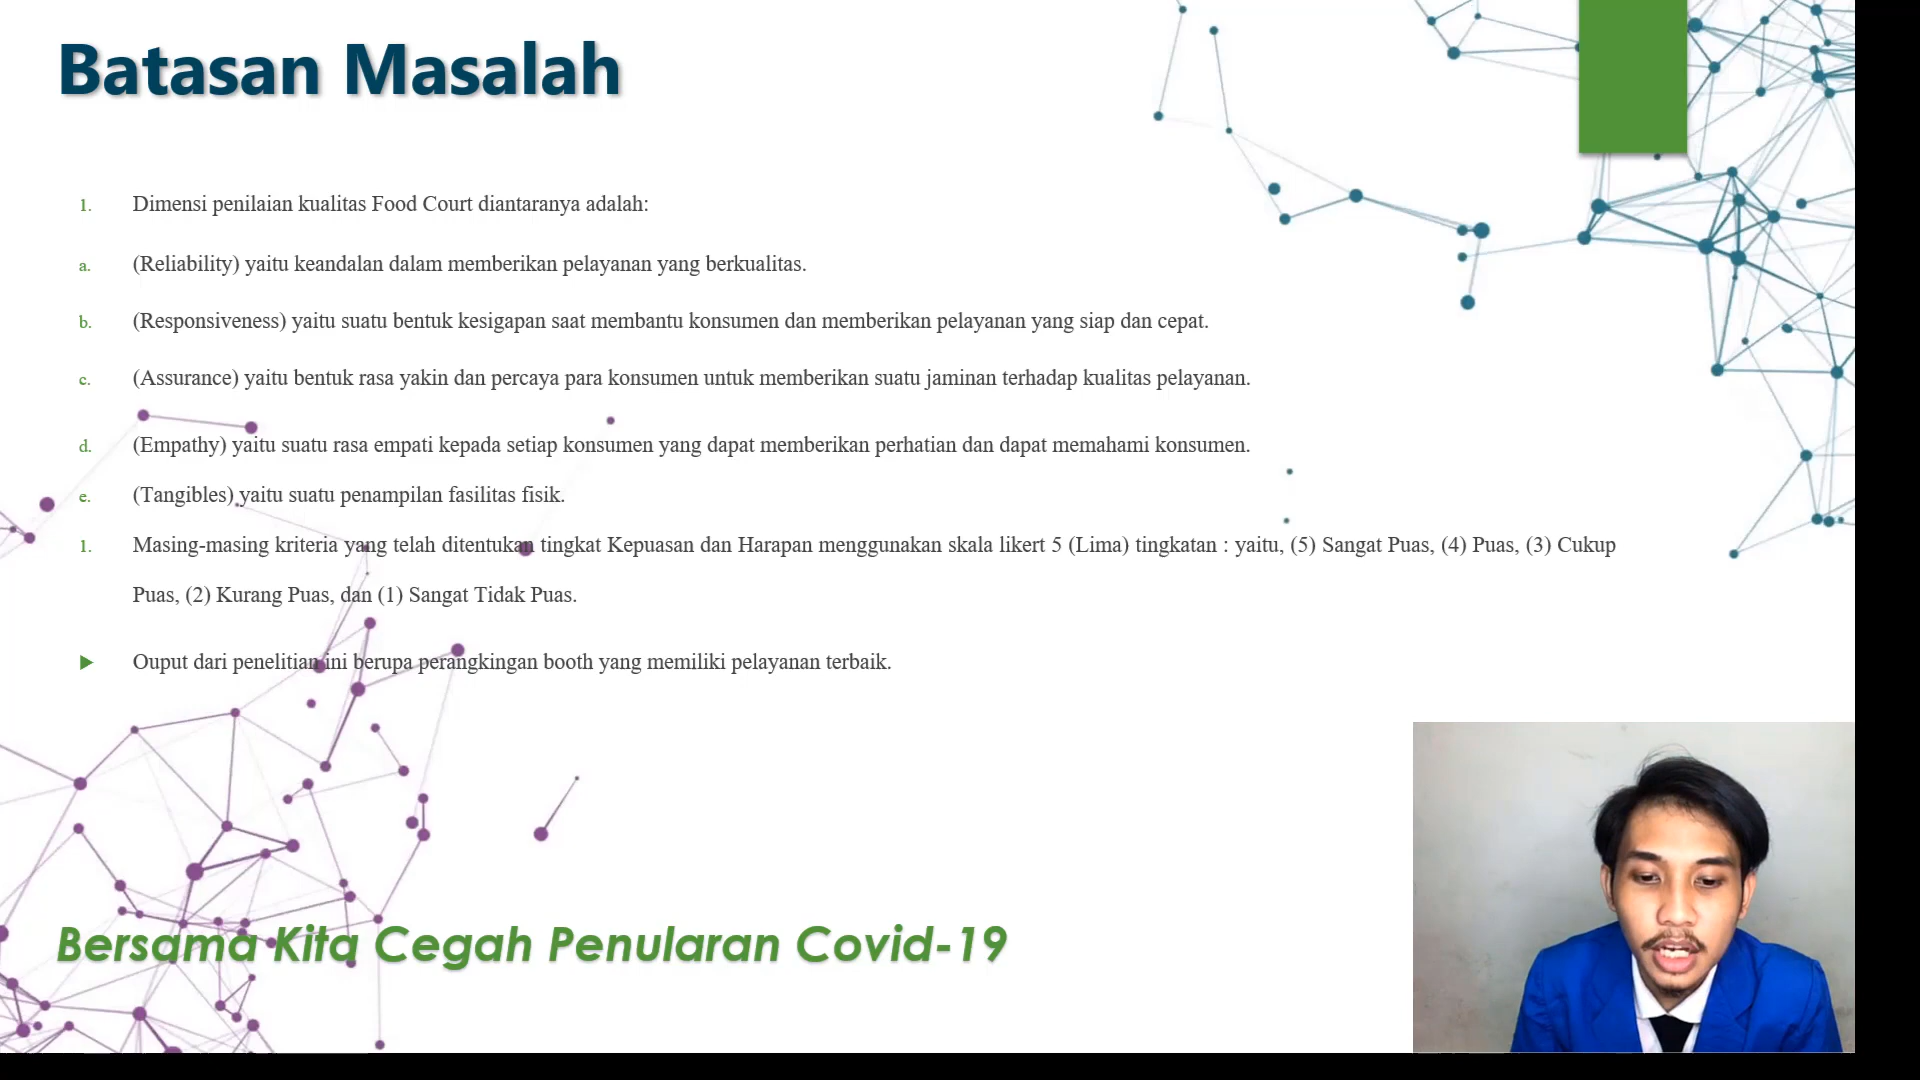 Batasan Masalah
1. Dimensi penilaian kualitas Food Court diantaranya adalah:
a. (Reliability) yaitu keandalan dalam memberikan pelayanan yang berkualitas.
b. (Responsiveness) yaitu suatu bentuk kesigapan saat membantu konsumen dan memberikan pelayanan yang siap dan cepat.
c. (Assurance) yaitu bentuk rasa yakin dan percaya para konsumen untuk memberikan suatu jaminan terhadap kualitas pelayanan.
d. (Empathy) yaitu suatu rasa empati kepada setiap konsumen yang dapat memberikan perhatian dan dapat memahami konsumen.
e. (Tangibles) yaitu suatu penampilan fasilitas fisik.
1. Masing-masing kriteria yang telah ditentukan tingkat Kepuasan dan Harapan menggunakan skala likert 5 (Lima) tingkatan : yaitu, (5) Sangat Puas, (4) Puas, (3) Cukup
Puas, (2) Kurang Puas, dan (1) Sangat Tidak Puas.
Ouput dari penelitian ini berupa perangkingan booth yang memiliki pelayanan terbaik.
Bersama Kita Cegah Penularan Covid-19